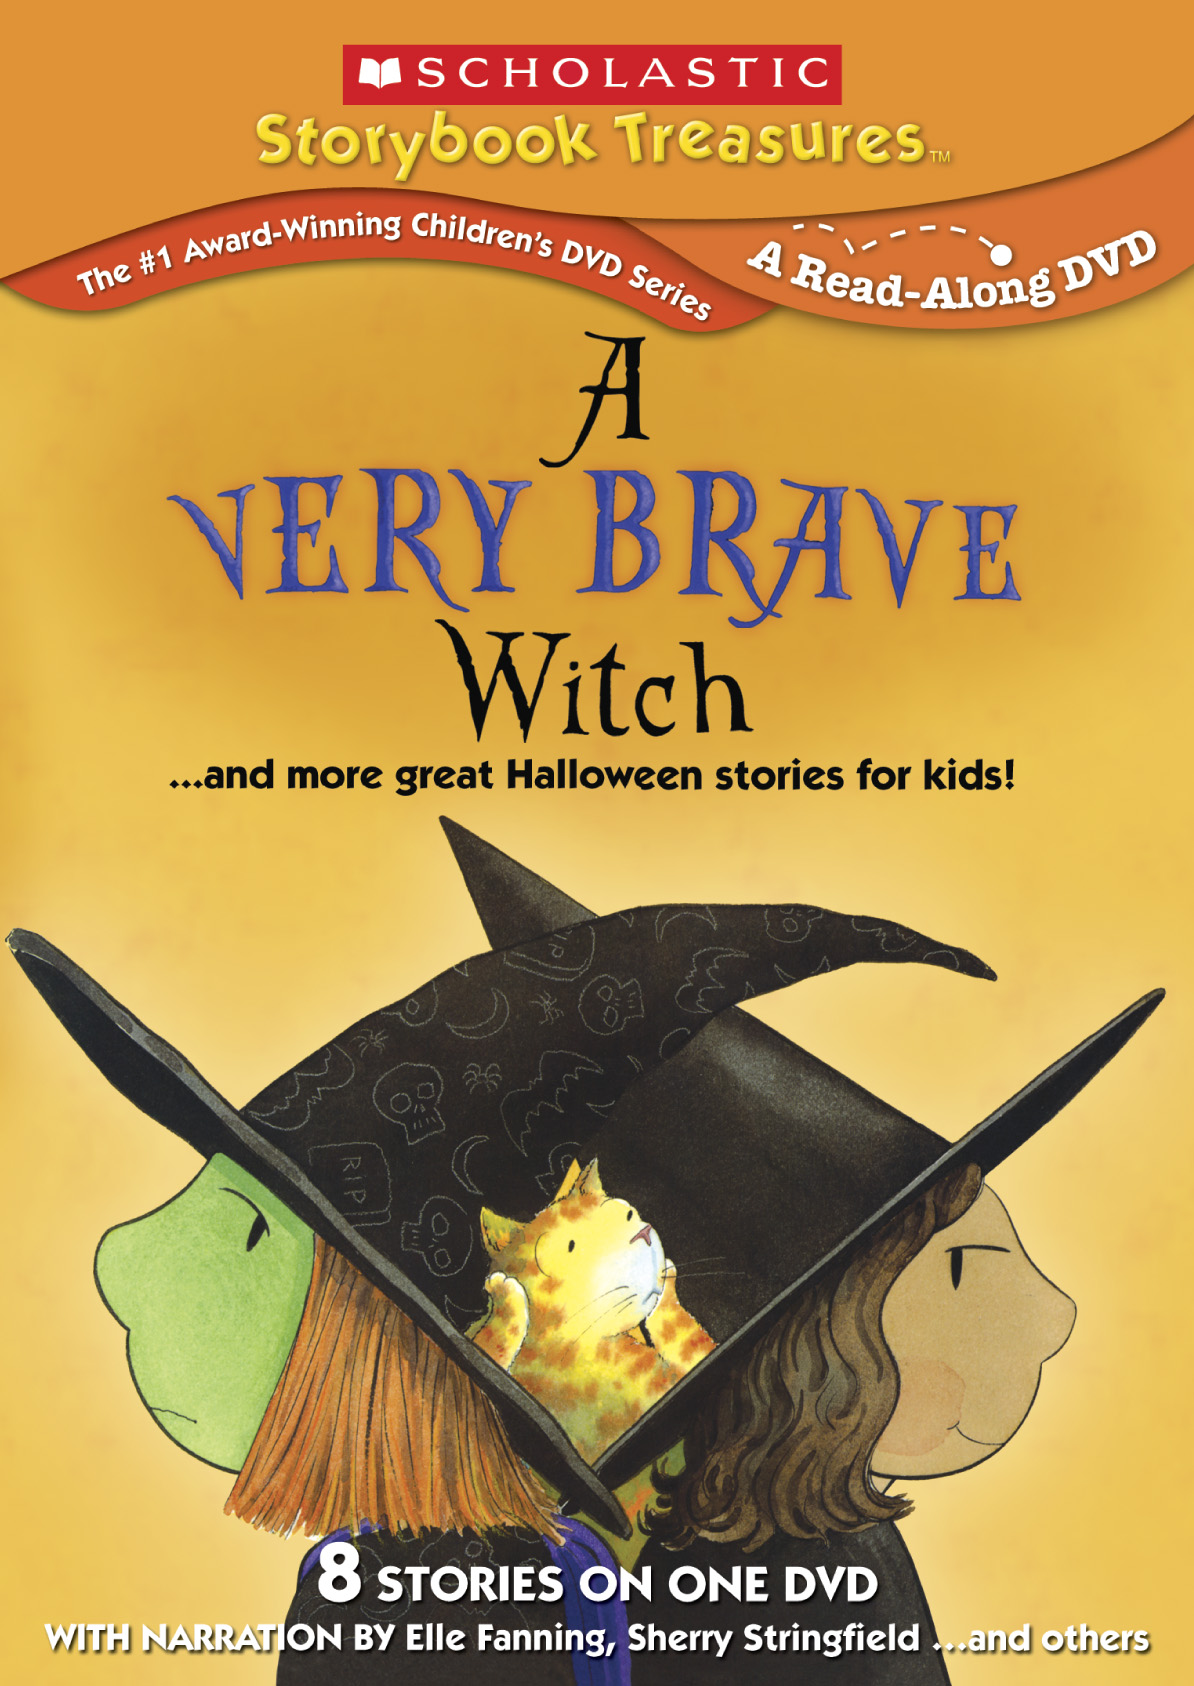 SCHOLASTIC
Storybook Treasures™
The #1 Award-Winning Children's DVD Series
A Read-Along DVD
A
VERY BRAVE
Witch
...and more great Halloween stories for kids!
RIP
RIP
8 STORIES ON ONE DVD
WITH NARRATION BY Elle Fanning, Sherry Stringfield ...and others